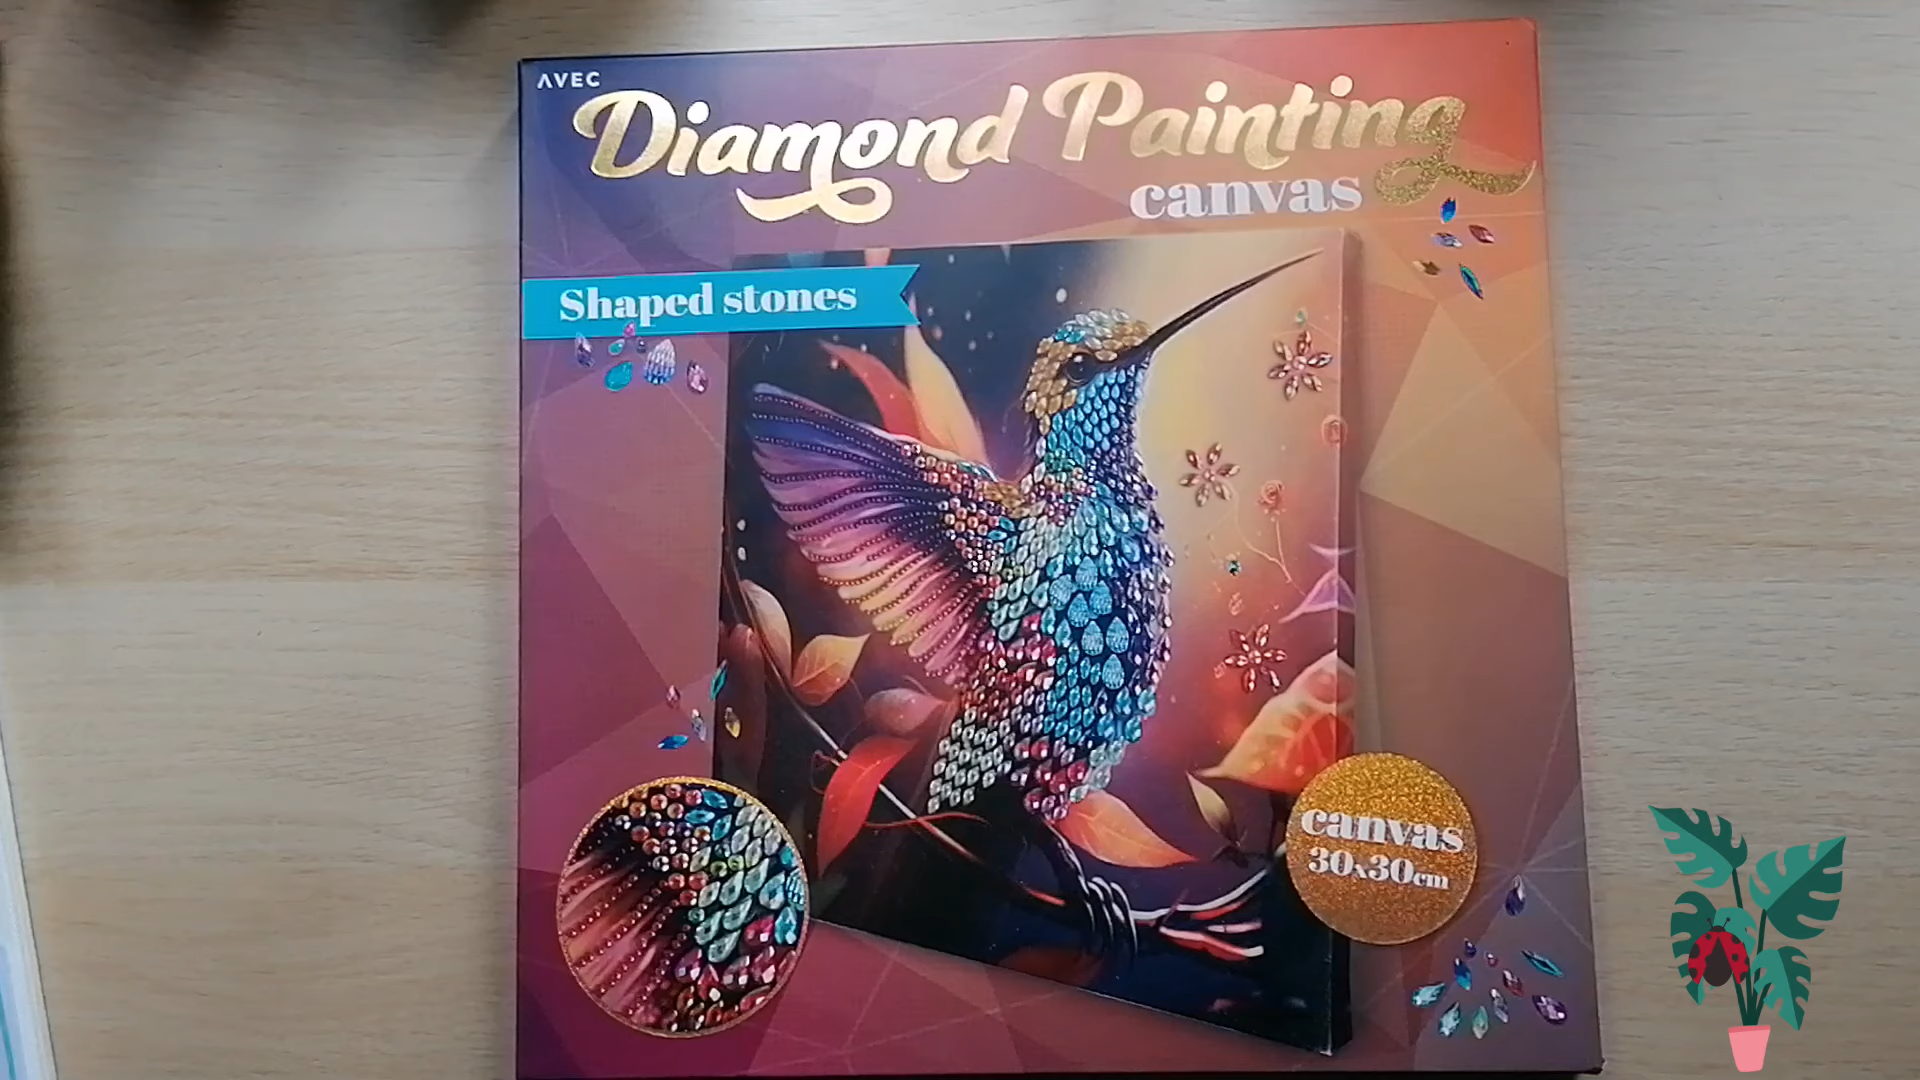 AVEC
Diamond Painting
canvas
Shaped stones
canvas
30x30cm